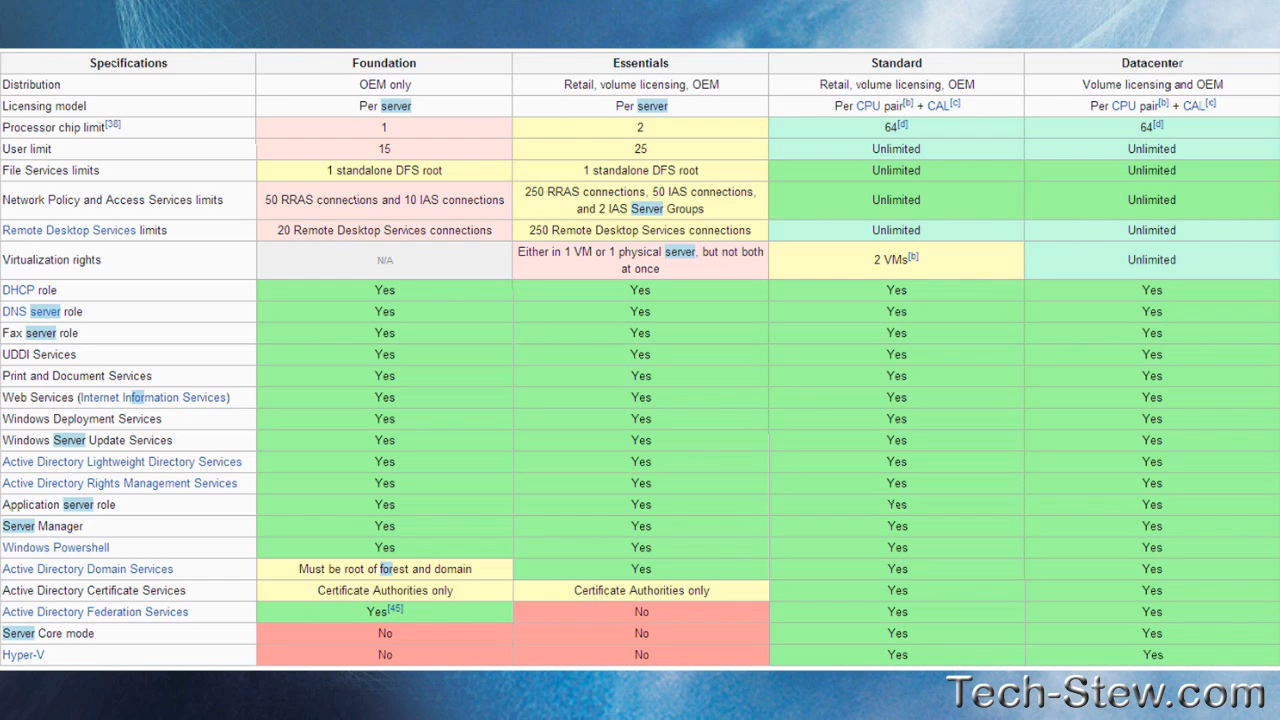 Specifications Foundation Essentials Standard Datacenter
Distribution OEM only Retail, volume licensing, OEM Retail, volume licensing, OEM Volume licensing and OEM
Licensing model Per server Per server Per CPU pair[b] + CAL[c] Per CPU pair[b] + CAL[c]
Processor chip limit[38] 1 2 64[d] 64[d]
User limit 15 25 Unlimited Unlimited
File Services limits 1 standalone DFS root 1 standalone DFS root Unlimited Unlimited
Network Policy and Access Services limits 50 RRAS connections and 10 IAS connections 250 RRAS connections, 50 IAS connections,
and 2 IAS Server Groups Unlimited Unlimited
Remote Desktop Services limits 20 Remote Desktop Services connections 250 Remote Desktop Services connections Unlimited Unlimited
Virtualization rights N/A Either in 1 VM or 1 physical server, but not both
at once 2 VMs[b] Unlimited
DHCP role Yes Yes Yes Yes
DNS server role Yes Yes Yes Yes
Fax server role Yes Yes Yes Yes
UDDI Services Yes Yes Yes Yes
Print and Document Services Yes Yes Yes Yes
Web Services (Internet Information Services) Yes Yes Yes Yes
Windows Deployment Services Yes Yes Yes Yes
Windows Server Update Services Yes Yes Yes Yes
Active Directory Lightweight Directory Services Yes Yes Yes Yes
Active Directory Rights Management Services Yes Yes Yes Yes
Application server role Yes Yes Yes Yes
Server Manager Yes Yes Yes Yes
Windows Powershell Yes Yes Yes Yes
Active Directory Domain Services Must be root of forest and domain Yes Yes Yes
Active Directory Certificate Services Certificate Authorities only Certificate Authorities only Yes Yes
Active Directory Federation Services Yes[45] No Yes Yes
Server Core mode No No Yes Yes
Hyper-V No No Yes Yes
Tech-Stew.com